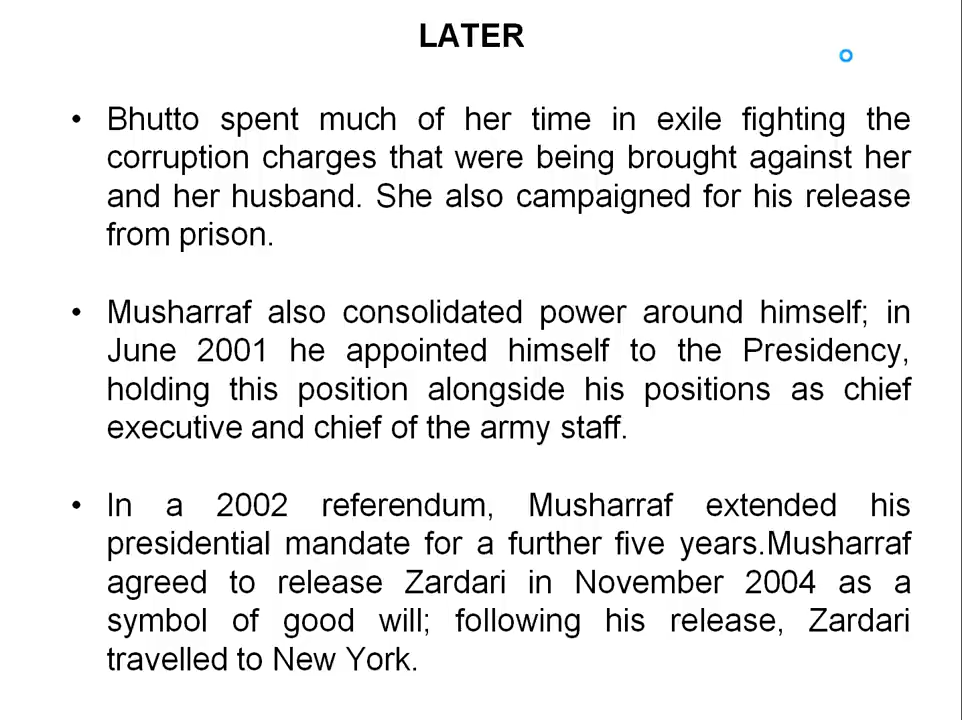 LATER
• Bhutto spent much of her time in exile fighting the
corruption charges that were being brought against her
and her husband. She also campaigned for his release
from prison.
• Musharraf also consolidated power around himself; in
June 2001 he appointed himself to the Presidency,
holding this position alongside his positions as chief
executive and chief of the army staff.
• In a 2002 referendum, Musharraf extended his
presidential mandate for a further five years.Musharraf
agreed to release Zardari in November 2004 as a
symbol of good will; following his release, Zardari
travelled to New York.